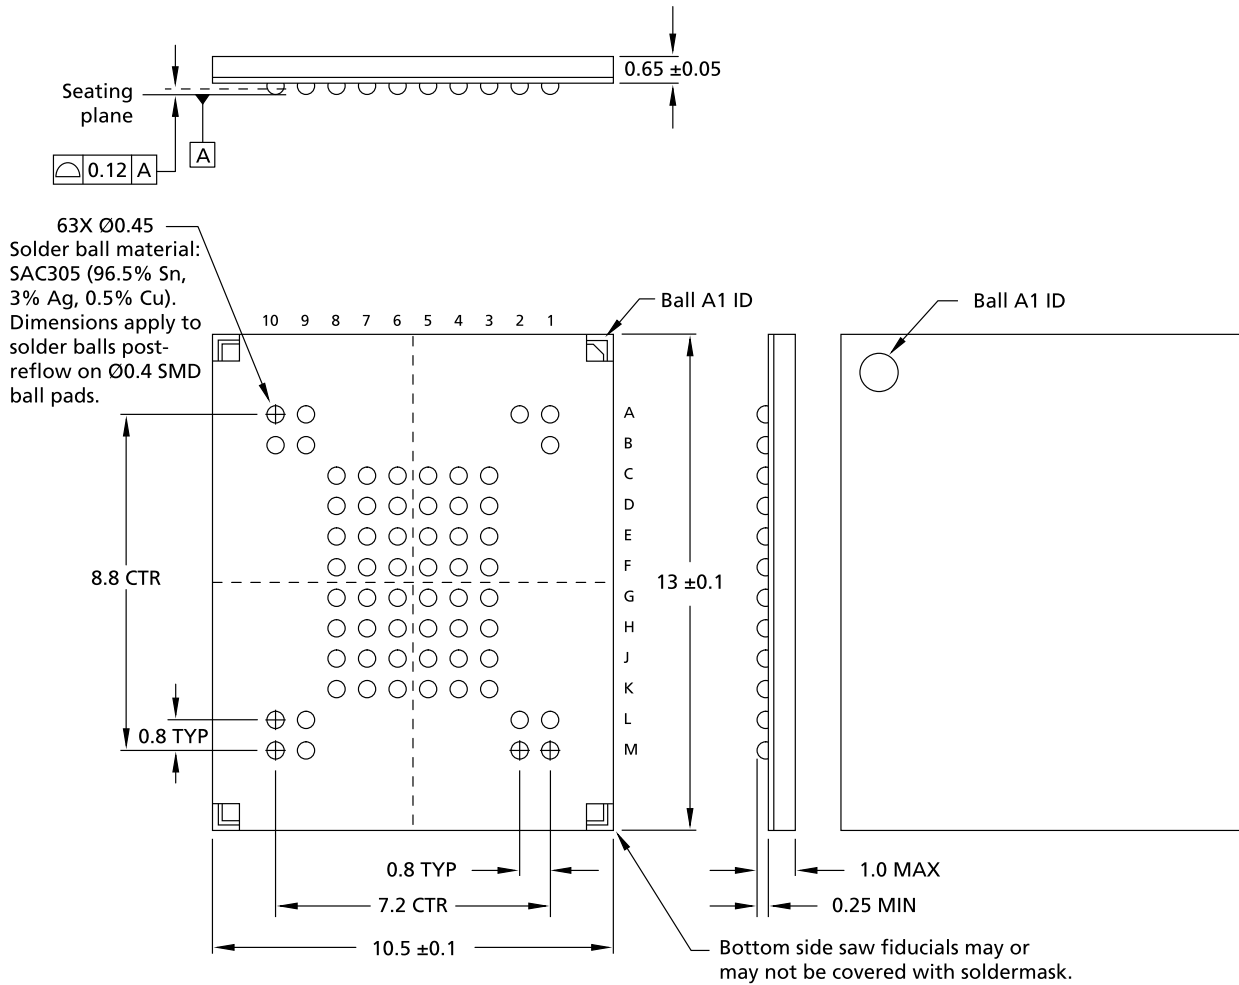 0.65 ±0.05
Seating
plane
A
0.12 A
63X Ø0.45
Solder ball material:
SAC305 (96.5% Sn,
3% Ag, 0.5% Cu).
Dimensions apply to
solder balls post-
reflow on Ø0.4 SMD
ball pads.
Ball A1 ID
Ball A1 ID
10 9 8 7 6 5 4 3 2 1
A
B
C
D
E
F
G
H
J
K
L
M
8.8 CTR
13 ±0.1
0.8 TYP
0.8 TYP
1.0 MAX
7.2 CTR
0.25 MIN
10.5 ±0.1
Bottom side saw fiducials may or
may not be covered with soldermask.